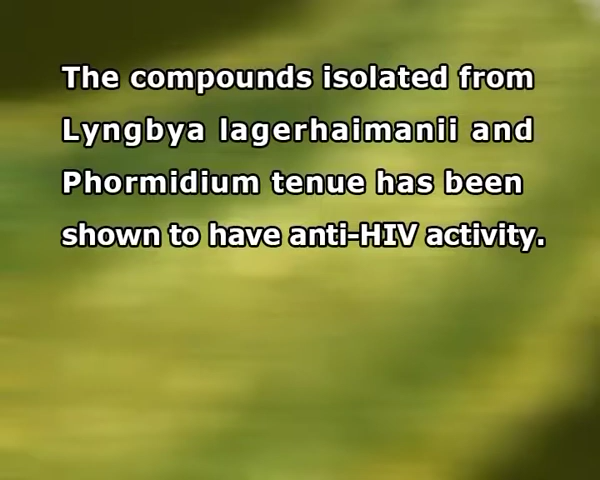 The compounds isolated from
Lyngbya lagerhaimanii and
Phormidium tenue has been
shown to have anti-HIV activity.